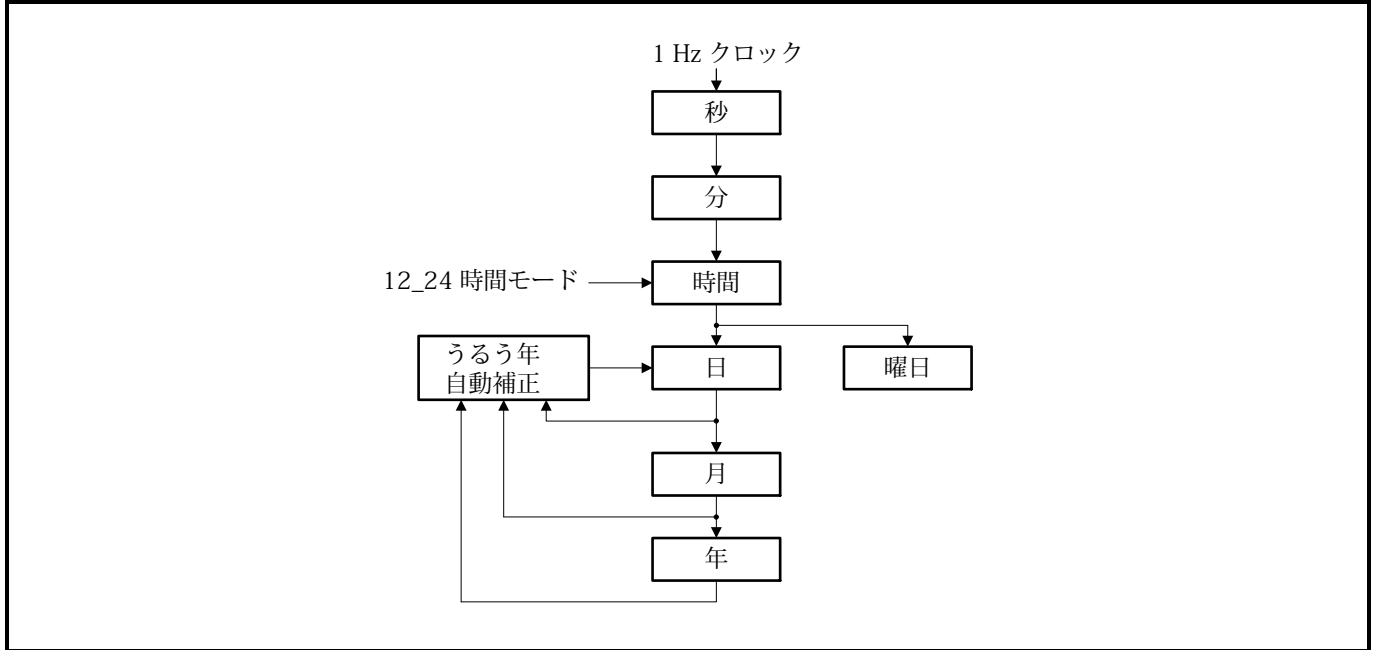 1 Hz クロック
秒
分
12_24 時間モード
時間
うるう年
自動補正
日
曜日
月
年